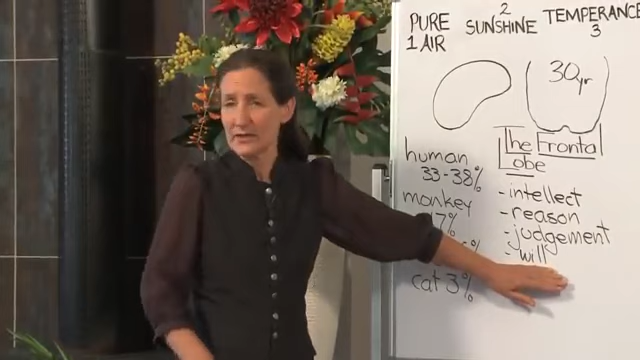 PURE SUNSHINE TEMPERANCE
1 AIR 2 3
30yr
The Frontal
Lobe
human
33-38%
- intellect
monkey
17%
- reason
- judgement
%
- will
cat 3%